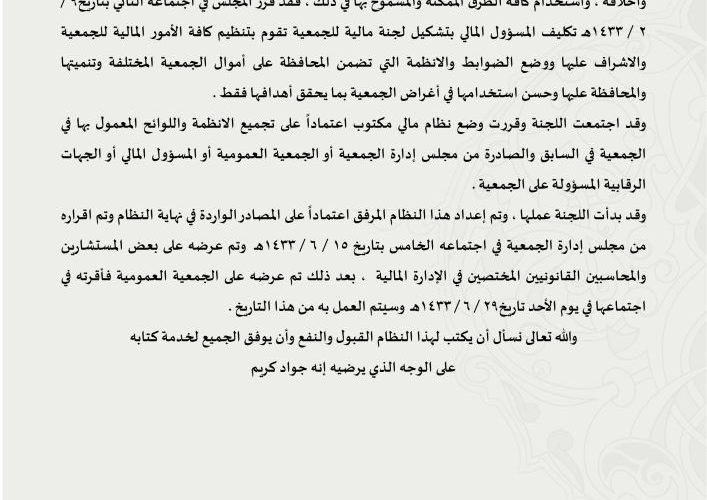 وأخلاقه ، واستخدام كافة الطرق الممكنة والمسموح بها في ذلك ، فقد قرر المجلس في اجتماعه الثاني بتاريخ ٩ /
٢ / ١٤٣٣هـ تكليف المسؤول المالي بتشكيل لجنة مالية للجمعية تقوم بتنظيم كافة الأمور المالية للجمعية
والاشراف عليها ووضع الضوابط والانظمة التي تضمن المحافظة على أموال الجمعية المختلفة وتنميتها
والمحافظة عليها وحسن استخدامها في أغراض الجمعية بما يحقق أهدافها فقط .
وقد اجتمعت اللجنة وقررت وضع نظام مالي مكتوب اعتماداً على تجميع الانظمة واللوائح المعمول بها في
الجمعية في السابق والصادرة من مجلس إدارة الجمعية أو الجمعية العمومية أو المسؤول المالي أو الجهات
الرقابية المسؤولة على الجمعية .
وقد بدأت اللجنة عملها ، وتم إعداد هذا النظام المرفق اعتماداً على المصادر الواردة في نهاية النظام وتم اقراره
من مجلس إدارة الجمعية في اجتماعه الخامس بتاريخ ١٥ / ٦ / ١٤٣٣هـ وتم عرضه على بعض المستشارين
والمحاسبين القانونيين المختصين في الإدارة المالية ، بعد ذلك تم عرضه على الجمعية العمومية فأقرته في
اجتماعها في يوم الأحد تاريخ٢٩ / ٦ / ١٤٣٣هـ وسيتم العمل به من هذا التاريخ .
والله تعالى نسأل أن يكتب لهذا النظام القبول والنفع وأن يوفق الجميع لخدمة كتابه
على الوجه الذي يرضيه إنه جواد كريم